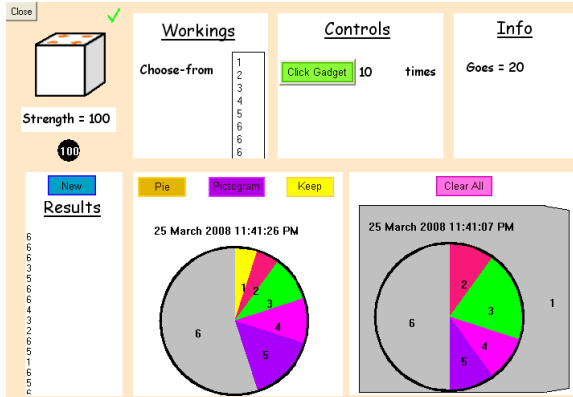 Close
Strength = 100
100
Workings
Choose-from
1
2
3
4
5
6
6
6
Controls
Click Gadget 10 times
Info
Goes = 20
New
Results
6
6
6
3
5
6
6
4
3
2
6
5
1
6
5
6
Pie Pictogram Keep
25 March 2008 11:41:26 PM
1
2
3
4
5
6
Clear All
25 March 2008 11:41:07 PM
2
3
4
5
6
1